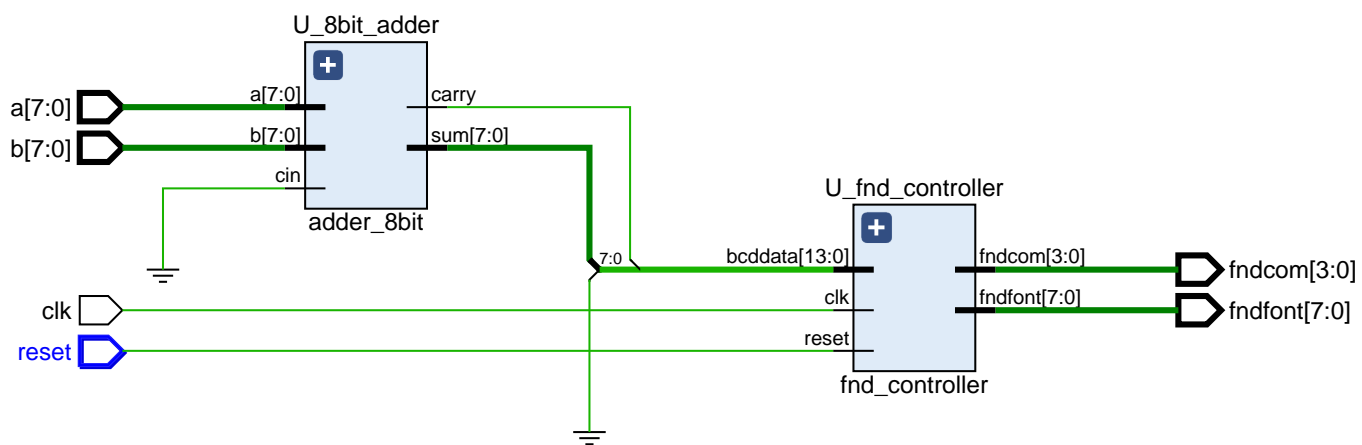 U_8bit_adder
a[7:0]
a[7:0]
carry
b[7:0]
b[7:0]
sum[7:0]
cin
adder_8bit
U_fnd_controller
7:0
bcddata[13:0]
fndcom[3:0]
fndcom[3:0]
clk
clk
fndfont[7:0]
fndfont[7:0]
reset
reset
fnd_controller